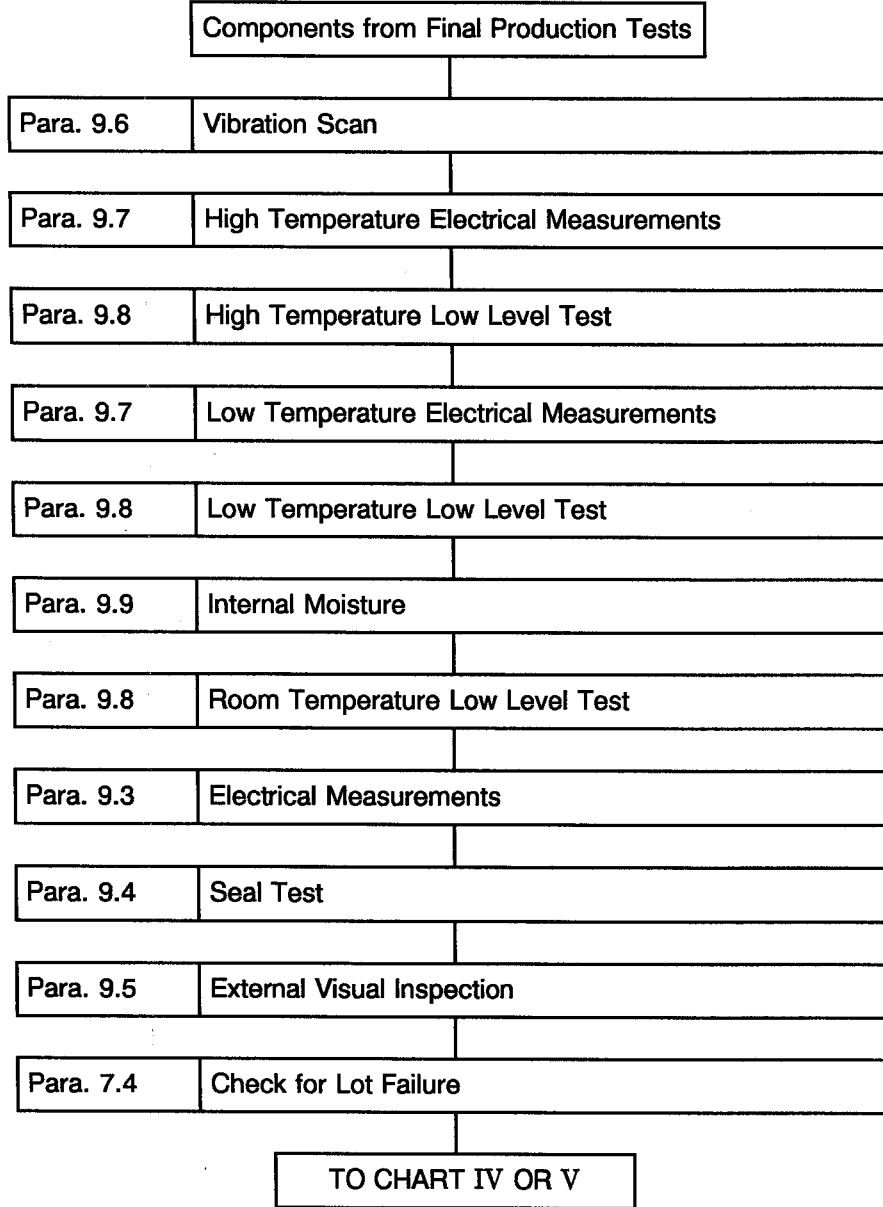 Components from Final Production Tests
Para. 9.6 Vibration Scan
Para. 9.7 High Temperature Electrical Measurements
Para. 9.8 High Temperature Low Level Test
Para. 9.7 Low Temperature Electrical Measurements
Para. 9.8 Low Temperature Low Level Test
Para. 9.9 Internal Moisture
Para. 9.8 Room Temperature Low Level Test
Para. 9.3 Electrical Measurements
Para. 9.4 Seal Test
Para. 9.5 External Visual Inspection
Para. 7.4 Check for Lot Failure
TO CHART IV OR V